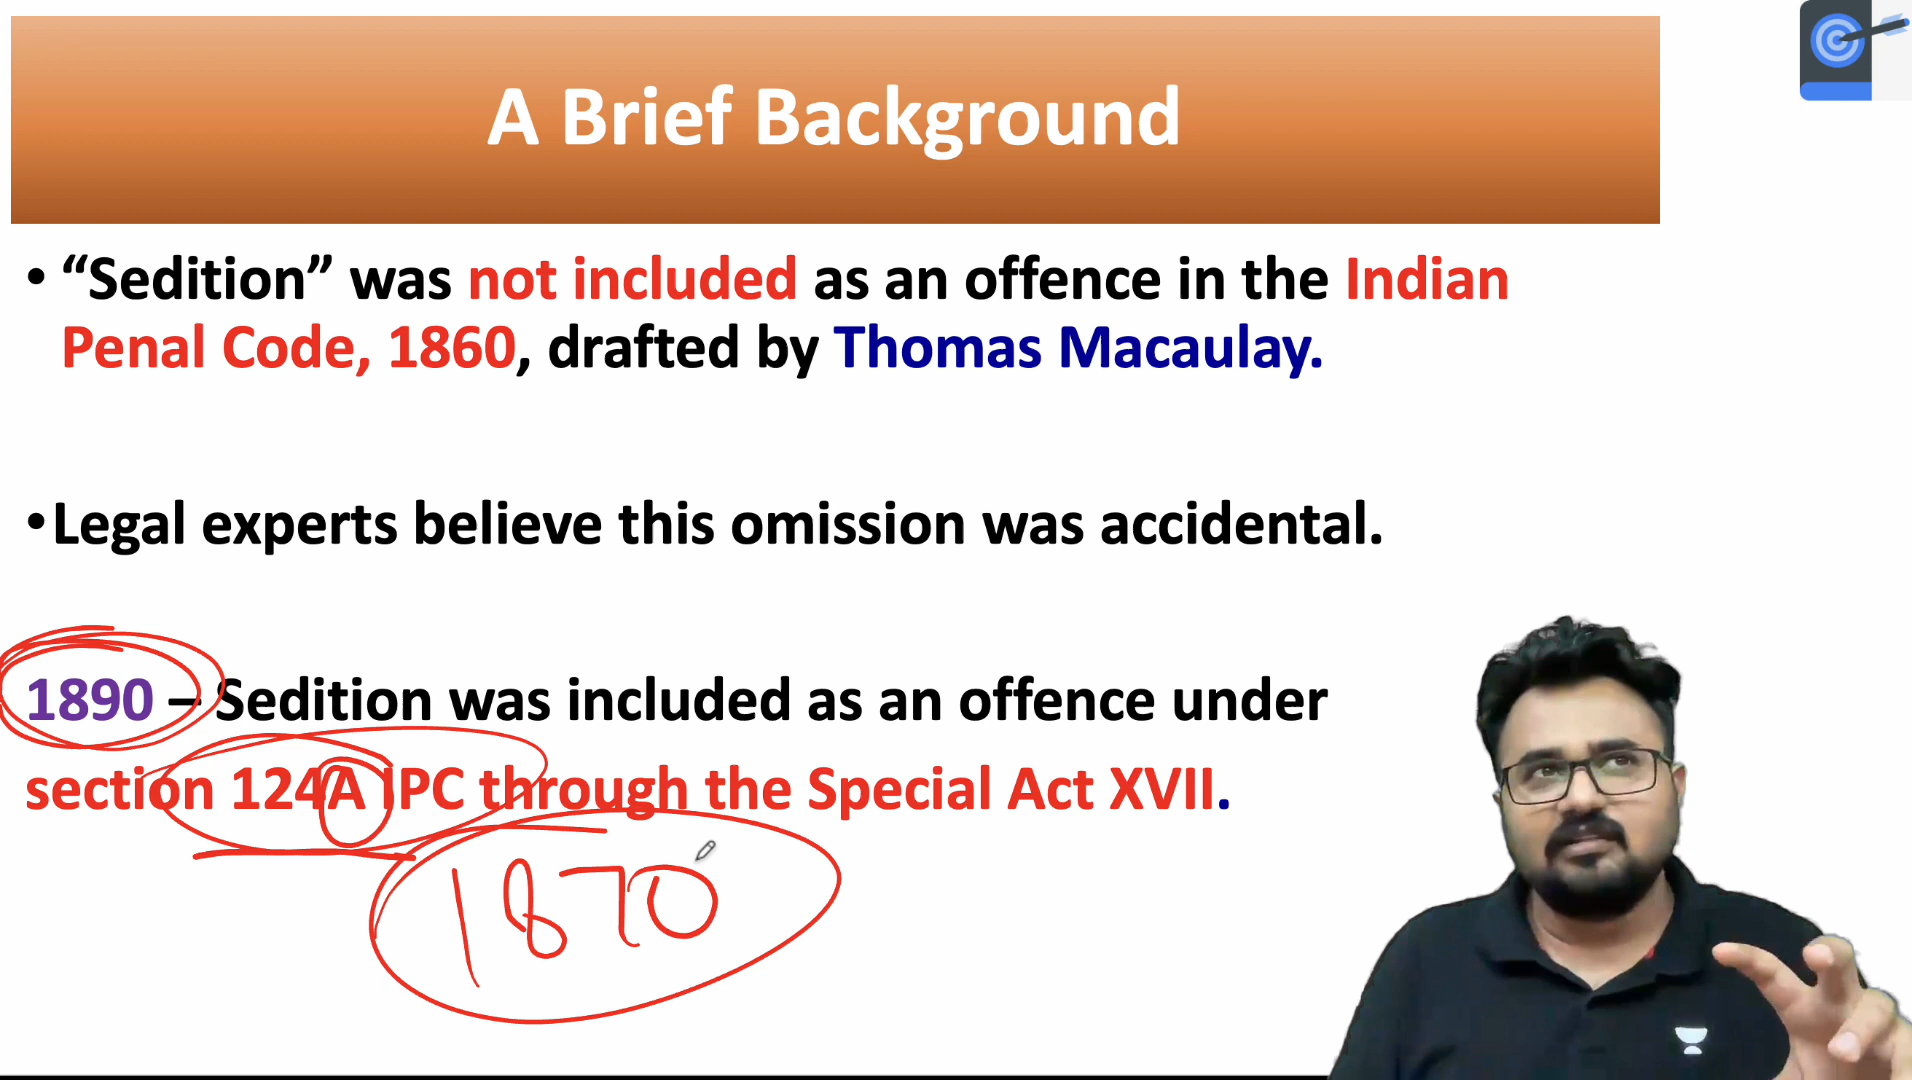 A Brief Background
• “Sedition” was not included as an offence in the Indian
Penal Code, 1860, drafted by Thomas Macaulay.
•Legal experts believe this omission was accidental.
1890 – Sedition was included as an offence under
section 124A IPC through the Special Act XVII.
1870